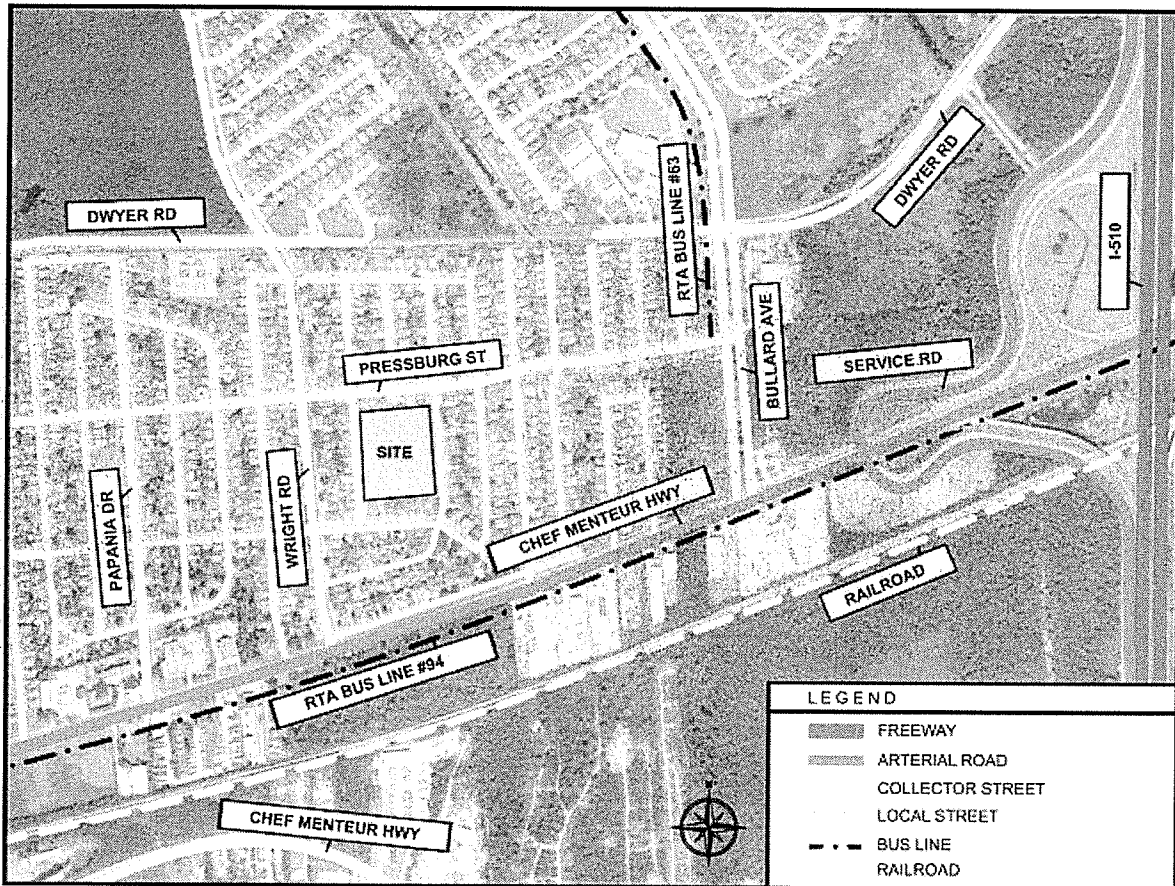 DWYER RD
RTA BUS LINE #63
DWYER RD
I-510
PRESSBURG ST
BULLARD AVE
SERVICE RD
SITE
PAPANIA DR
WRIGHT RD
CHEF MENTEUR HWY
RAILROAD
RTA BUS LINE #94
CHEF MENTEUR HWY
LEGEND
FREEWAY
ARTERIAL ROAD
COLLECTOR STREET
LOCAL STREET
BUS LINE
RAILROAD